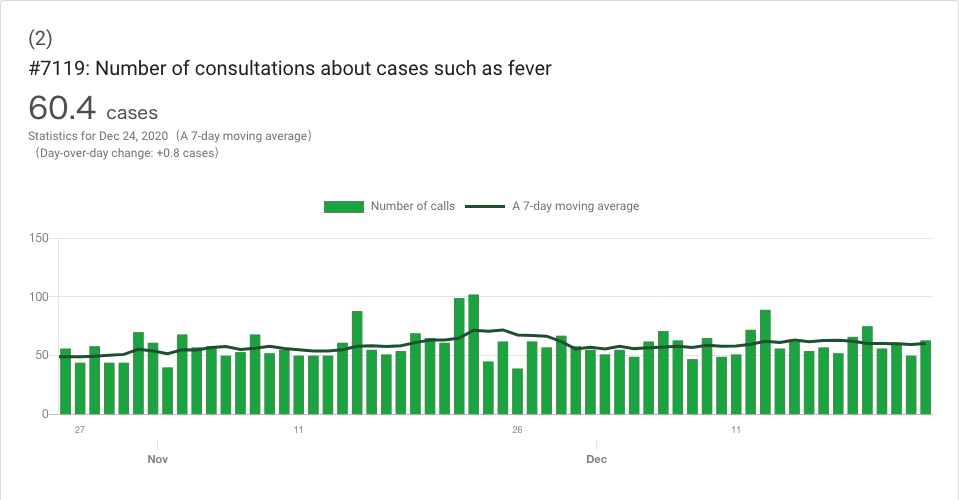 (2)
#7119: Number of consultations about cases such as fever
60.4 cases
Statistics for Dec 24, 2020（A 7-day moving average）
（Day-over-day change: +0.8 cases）
Number of calls A 7-day moving average
150
100
50
0
27 11 26 11
Nov Dec